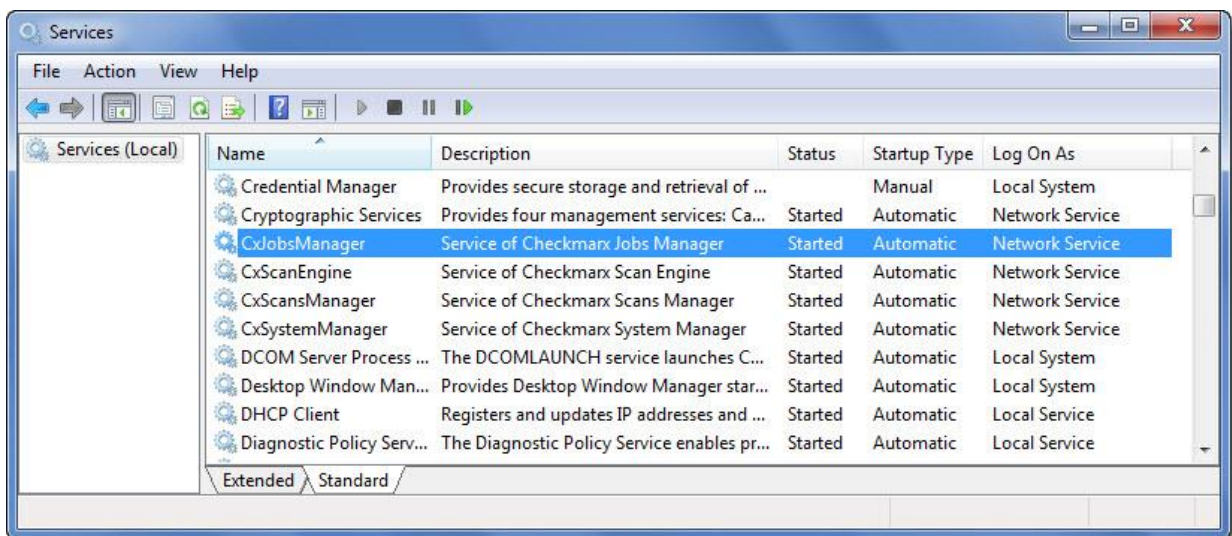 Services
File Action View Help
Services (Local)
Name Description Status Startup Type Log On As
Credential Manager Provides secure storage and retrieval of ... Manual Local System
Cryptographic Services Provides four management services: Ca... Started Automatic Network Service
CxJobsManager Service of Checkmarx Jobs Manager Started Automatic Network Service
CxScanEngine Service of Checkmarx Scan Engine Started Automatic Network Service
CxScansManager Service of Checkmarx Scans Manager Started Automatic Network Service
CxSystemManager Service of Checkmarx System Manager Started Automatic Network Service
DCOM Server Process ... The DCOMLAUNCH service launches C... Started Automatic Local System
Desktop Window Man... Provides Desktop Window Manager star... Started Automatic Local System
DHCP Client Registers and updates IP addresses and ... Started Automatic Local Service
Diagnostic Policy Serv... The Diagnostic Policy Service enables pr... Started Automatic Local Service
Extended Standard